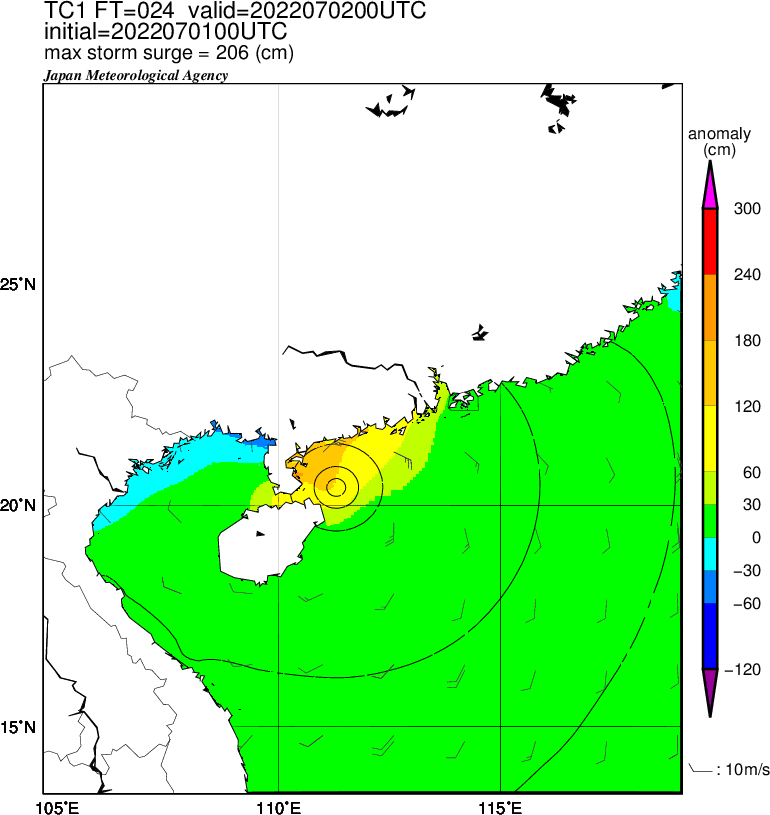 TC1 FT=024 valid=2022070200UTC
initial=2022070100UTC
max storm surge = 206 (cm)
Japan Meteorological Agency
anomaly
(cm)
300
240
180
120
60
30
0
−30
−60
−120
25°N
20°N
15°N
105°E
110°E
115°E
: 10m/s